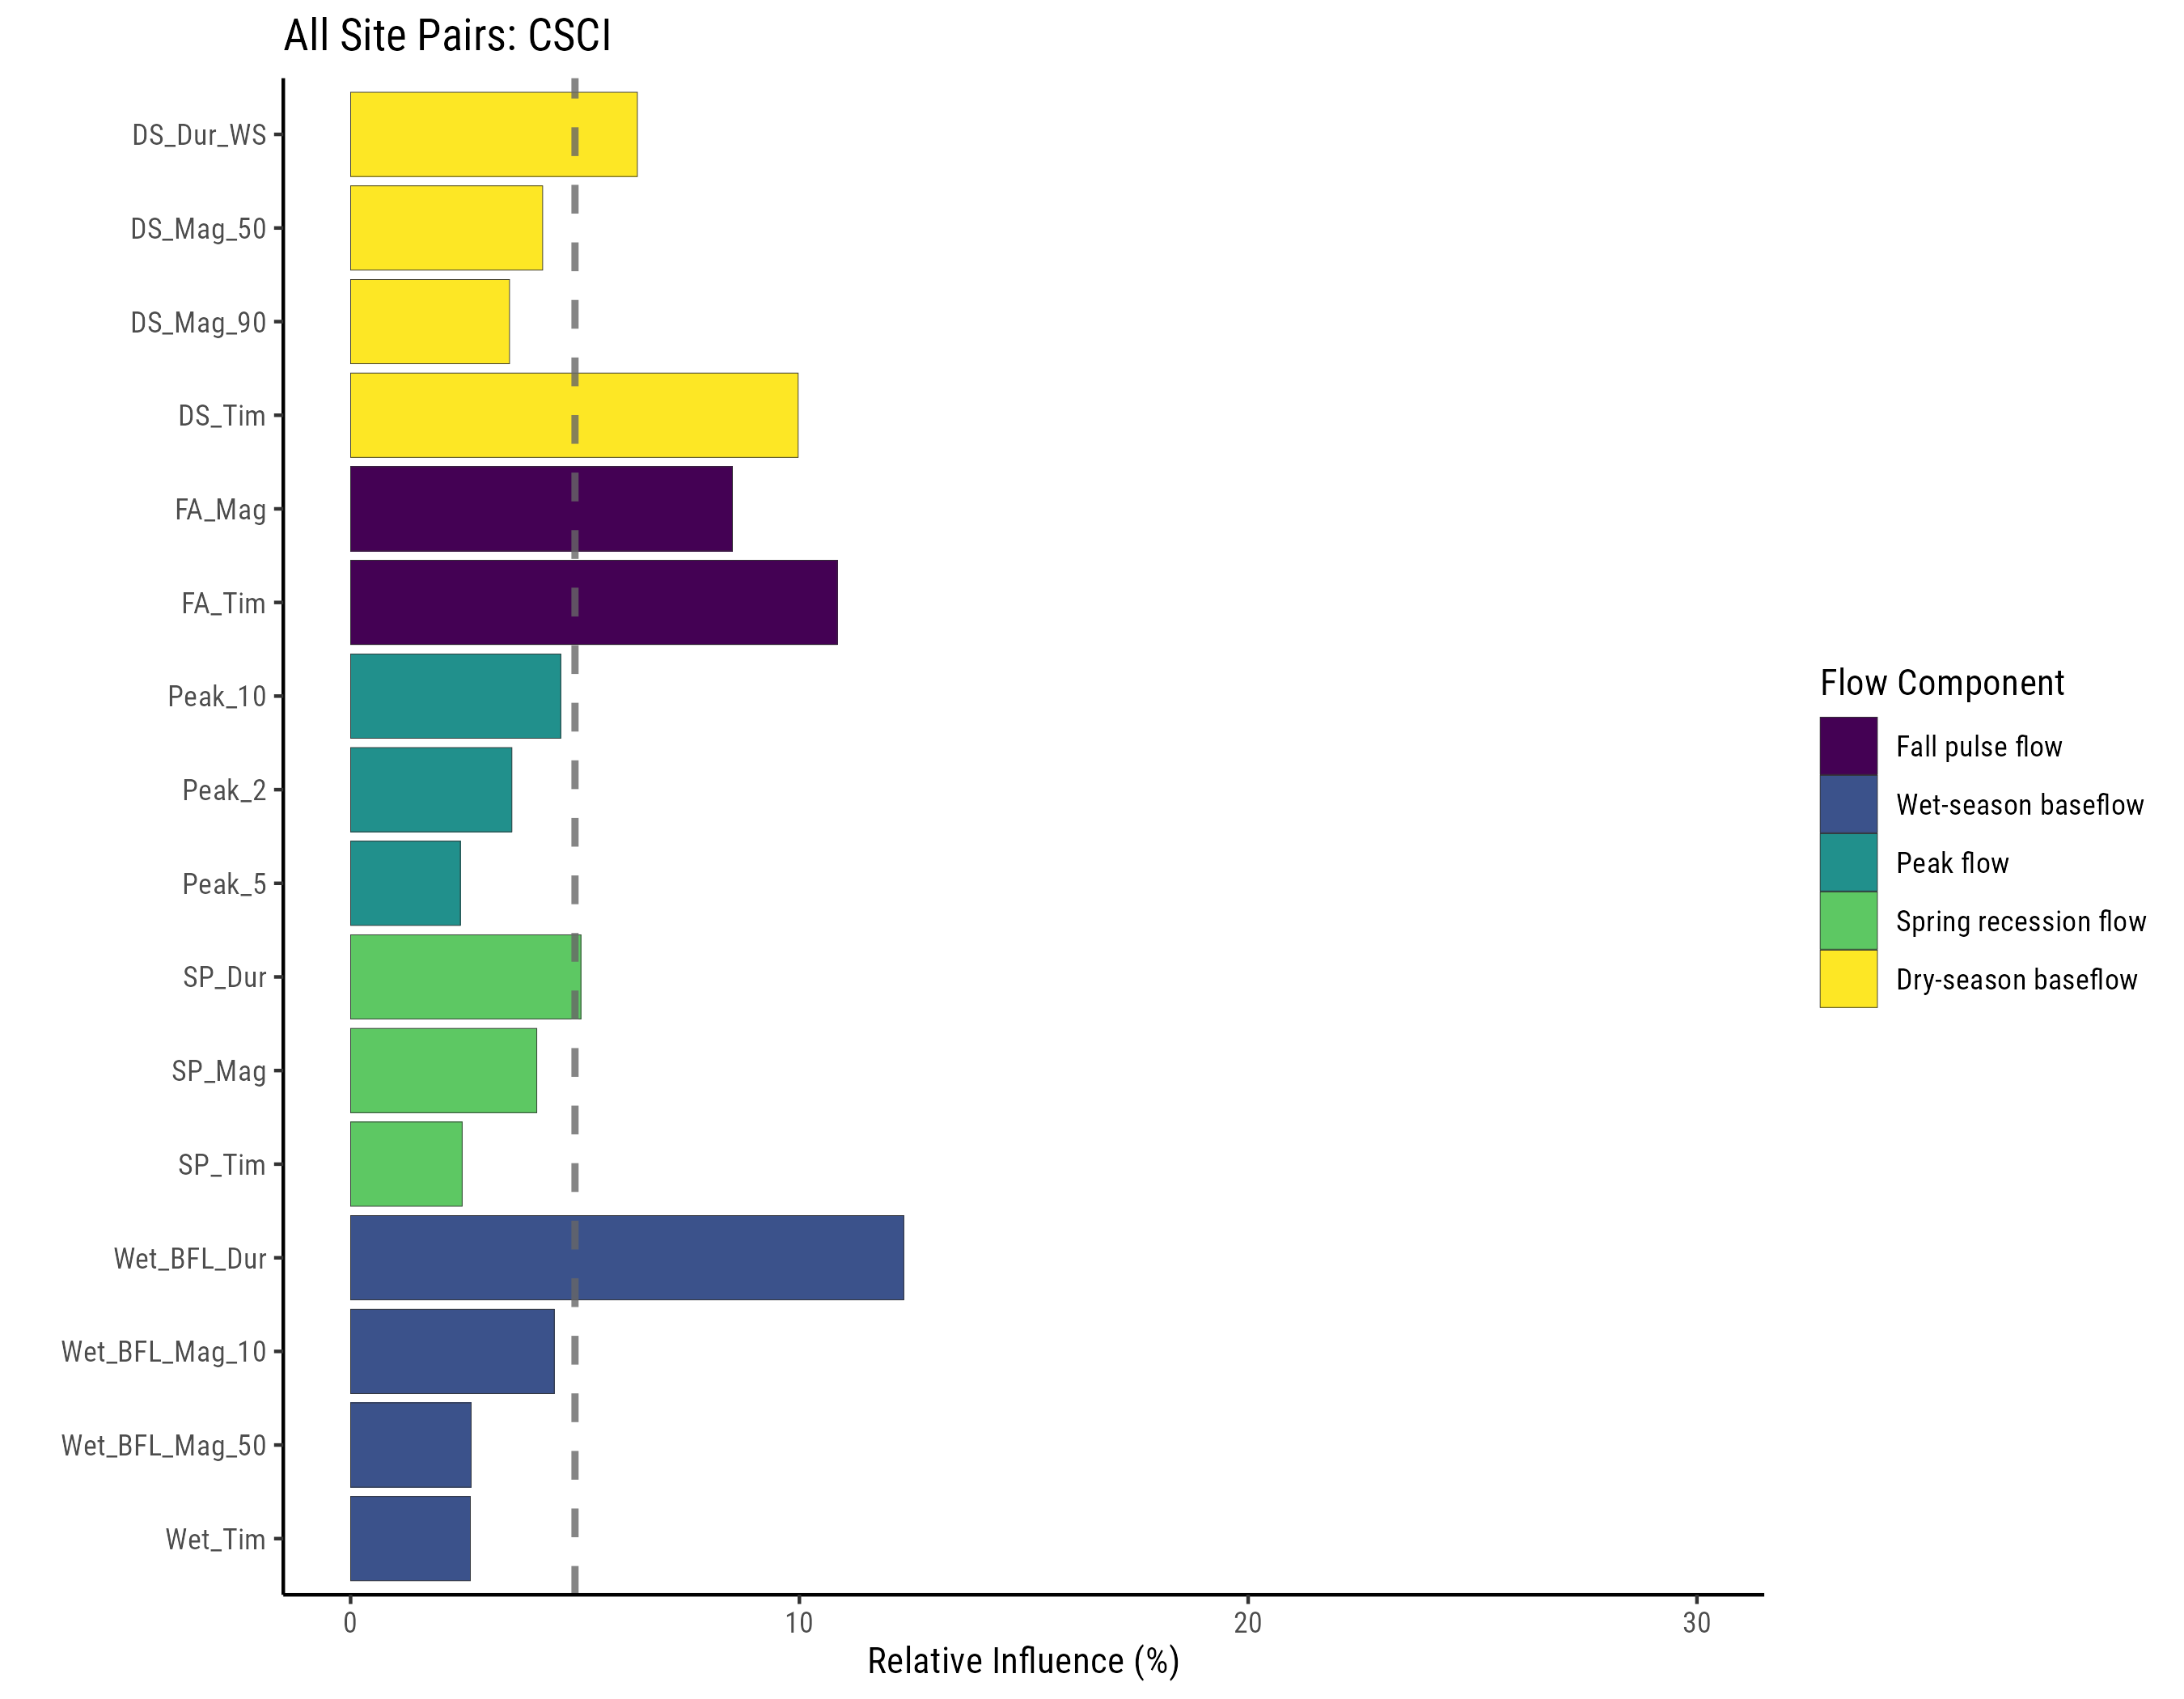 All Site Pairs: CSCI
DS_Dur_WS
DS_Mag_50
DS_Mag_90
DS_Tim
FA_Mag
FA_Tim
Peak_10
Peak_2
Peak_5
SP_Dur
SP_Mag
SP_Tim
Wet_BFL_Dur
Wet_BFL_Mag_10
Wet_BFL_Mag_50
Wet_Tim
0 10 20 30
Relative Influence (%)
Flow Component
Fall pulse flow
Wet-season baseflow
Peak flow
Spring recession flow
Dry-season baseflow